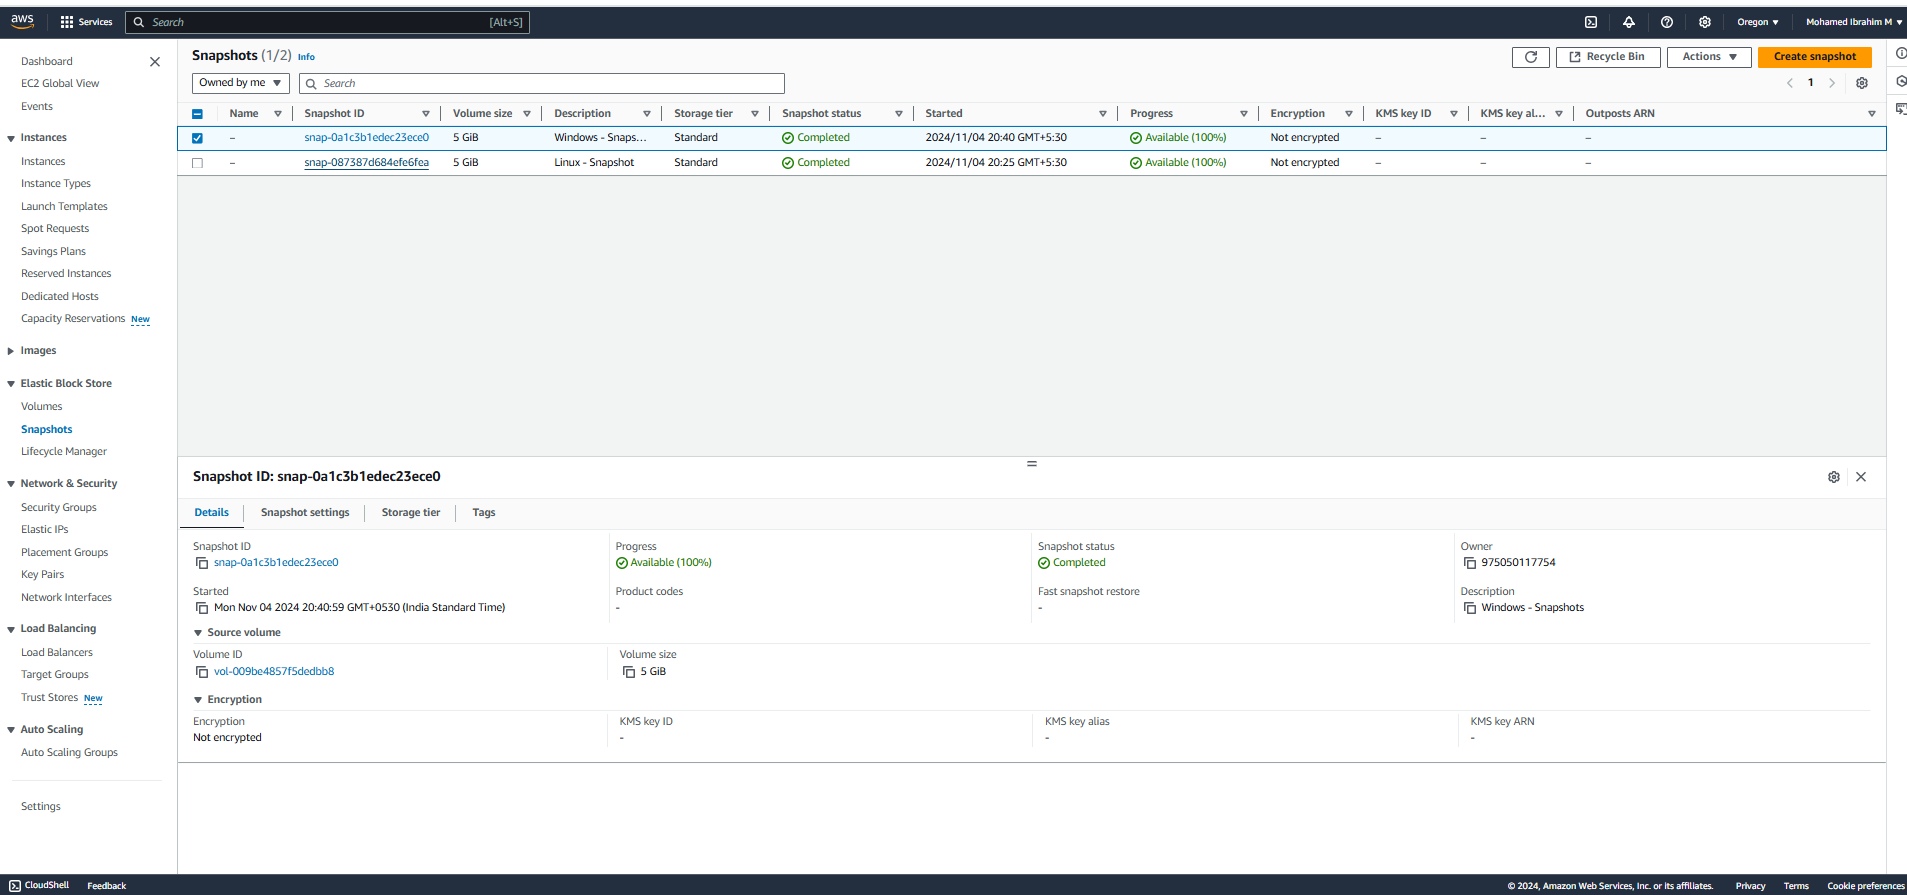 aws Services Search [Alt+S] Oregon Mohamed Ibrahim M
Dashboard
EC2 Global View
Events
Instances
Instances
Instance Types
Launch Templates
Spot Requests
Savings Plans
Reserved Instances
Dedicated Hosts
Capacity Reservations New
Images
Elastic Block Store
Volumes
Snapshots
Lifecycle Manager
Network & Security
Security Groups
Elastic IPs
Placement Groups
Key Pairs
Network Interfaces
Load Balancing
Load Balancers
Target Groups
Trust Stores New
Auto Scaling
Auto Scaling Groups
Settings
Snapshots (1/2) Info Recycle Bin Actions Create snapshot
Owned by me Search 1
Name Snapshot ID Volume size Description Storage tier Snapshot status Started Progress Encryption KMS key ID KMS key al... Outposts ARN
– snap-0a1c3b1edec23ece0 5 GiB Windows - Snaps... Standard Completed 2024/11/04 20:40 GMT+5:30 Available (100%) Not encrypted – – –
– snap-087387d684efe6fea 5 GiB Linux - Snapshot Standard Completed 2024/11/04 20:25 GMT+5:30 Available (100%) Not encrypted – – –
Snapshot ID: snap-0a1c3b1edec23ece0
Details Snapshot settings Storage tier Tags
Snapshot ID Progress Snapshot status Owner
snap-0a1c3b1edec23ece0 Available (100%) Completed 975050117754
Started Product codes Fast snapshot restore Description
Mon Nov 04 2024 20:40:59 GMT+0530 (India Standard Time) - - Windows - Snapshots
Source volume
Volume ID Volume size
vol-009be4857f5dedbb8 5 GiB
Encryption
Encryption KMS key ID KMS key alias KMS key ARN
Not encrypted - - -
CloudShell Feedback © 2024, Amazon Web Services, Inc. or its affiliates. Privacy Terms Cookie preferences